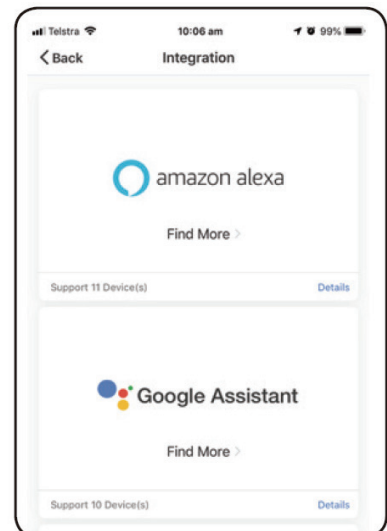 Telstra 10:06 am 99%
Back Integration
amazon alexa
Find More
Support 11 Device(s) Details
Google Assistant
Find More
Support 10 Device(s) Details